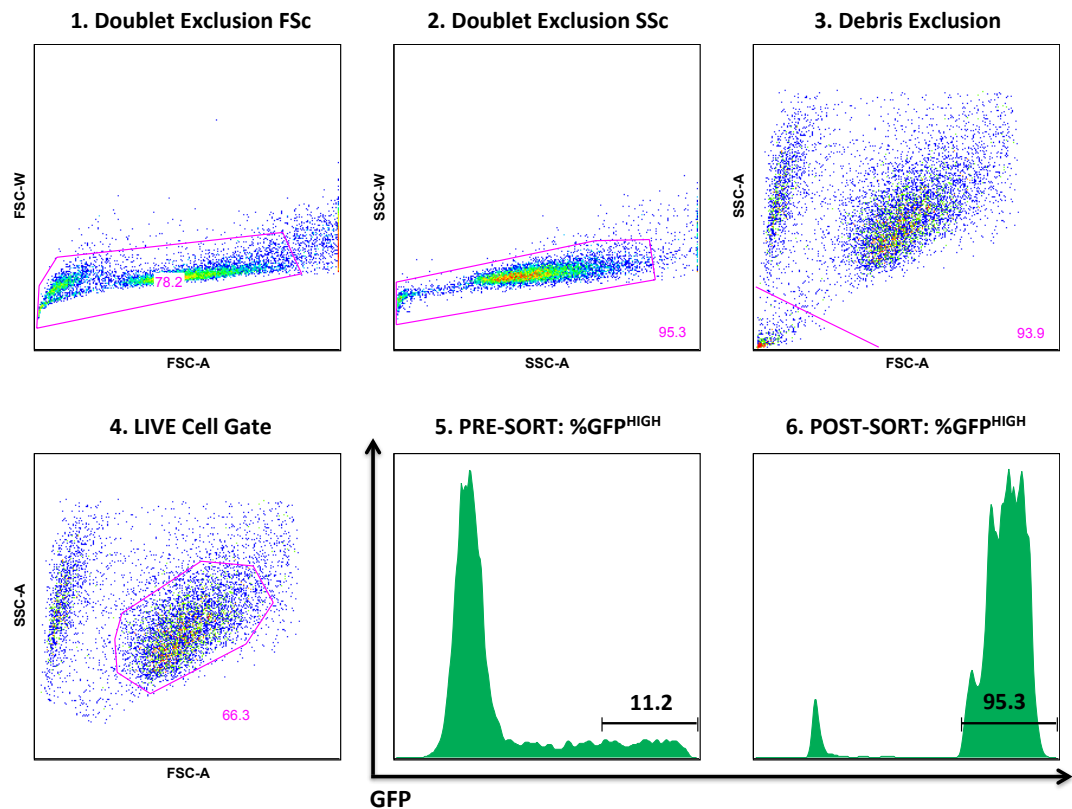 1. Doublet Exclusion FSc
2. Doublet Exclusion SSc
3. Debris Exclusion
FSC-W
78.2
FSC-A
SSC-W
95.3
SSC-A
SSC-A
93.9
FSC-A
4. LIVE Cell Gate
5. PRE-SORT: %GFPHIGH
6. POST-SORT: %GFPHIGH
SSC-A
66.3
FSC-A
11.2
95.3
GFP